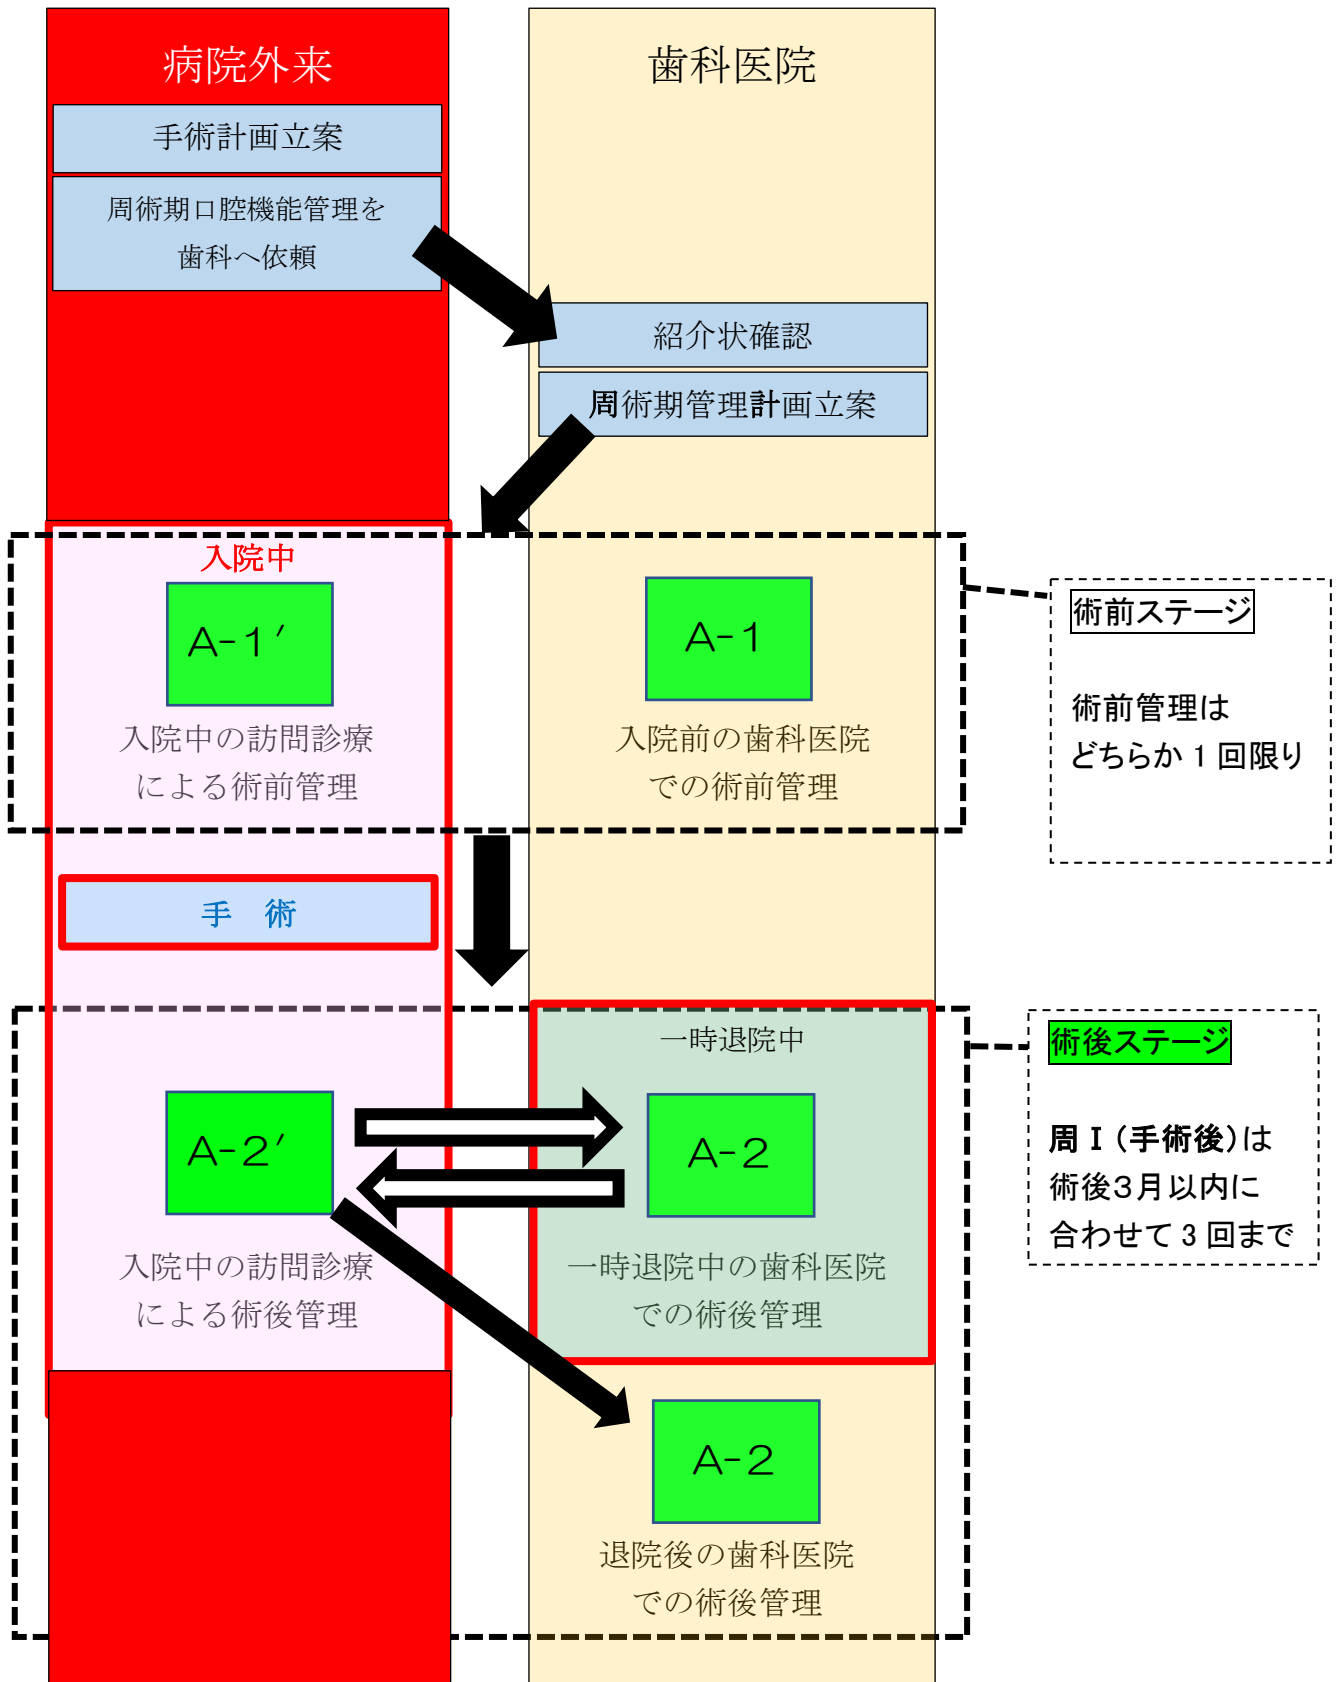 病院外来
歯科医院
手術計画立案
周術期口腔機能管理を
歯科へ依頼
紹介状確認
周術期管理計画立案
入院中
A-1′
入院中の訪問診療
による術前管理
A-1
入院前の歯科医院
での術前管理
術前ステージ
術前管理は
どちらか1回限り
手　術
一時退院中
A-2′
入院中の訪問診療
による術後管理
A-2
一時退院中の歯科医院
での術後管理
術後ステージ
周Ⅰ(手術後)は
術後3月以内に
合わせて3回まで
A-2
退院後の歯科医院
での術後管理